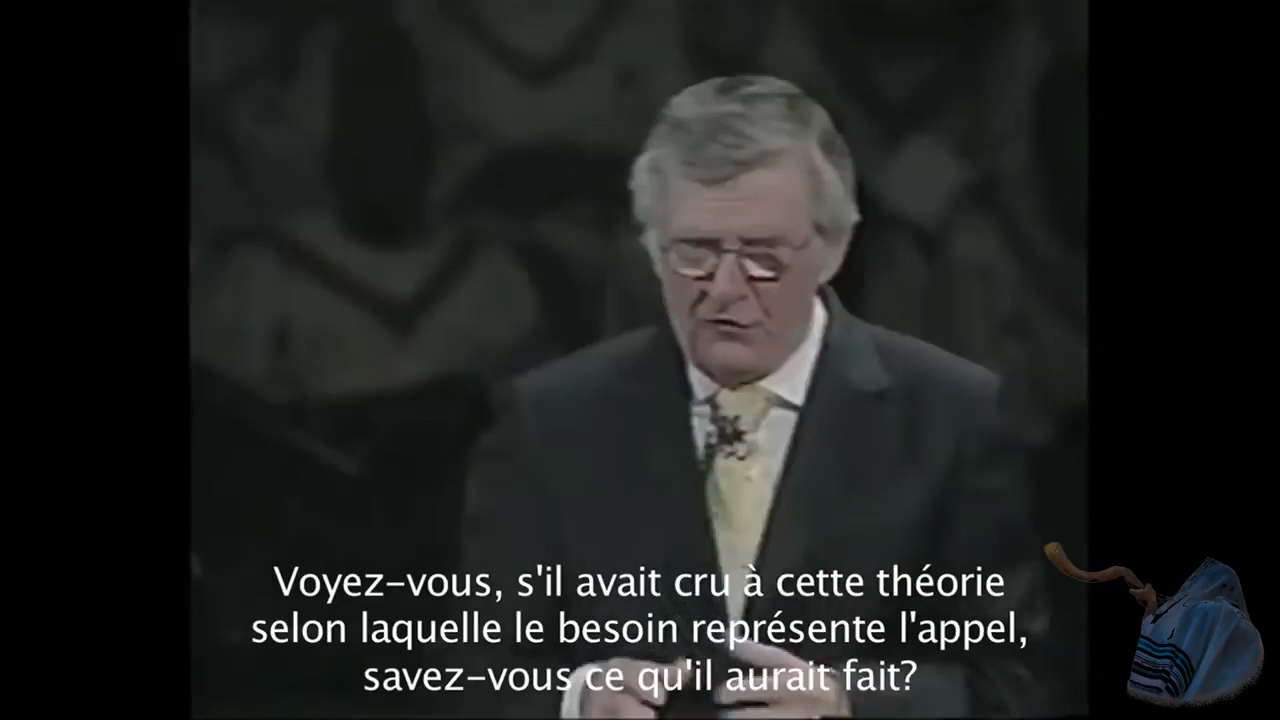 Voyez-vous, s'il avait cru à cette théorie
selon laquelle le besoin représente l'appel,
savez-vous ce qu'il aurait fait?